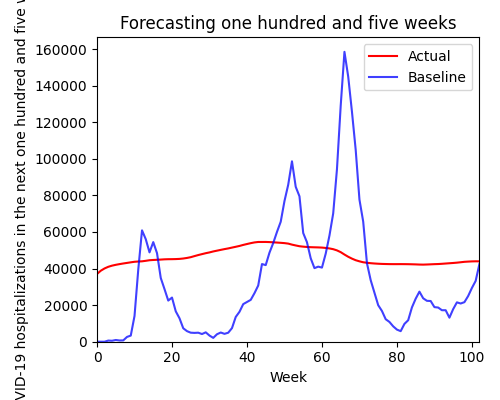 Forecasting one hundred and five weeks
VID-19 hospitalizations in the next one hundred and five
160000
140000
120000
100000
80000
60000
40000
20000
0
Actual
Baseline
0 20 40 60 80 100
Week